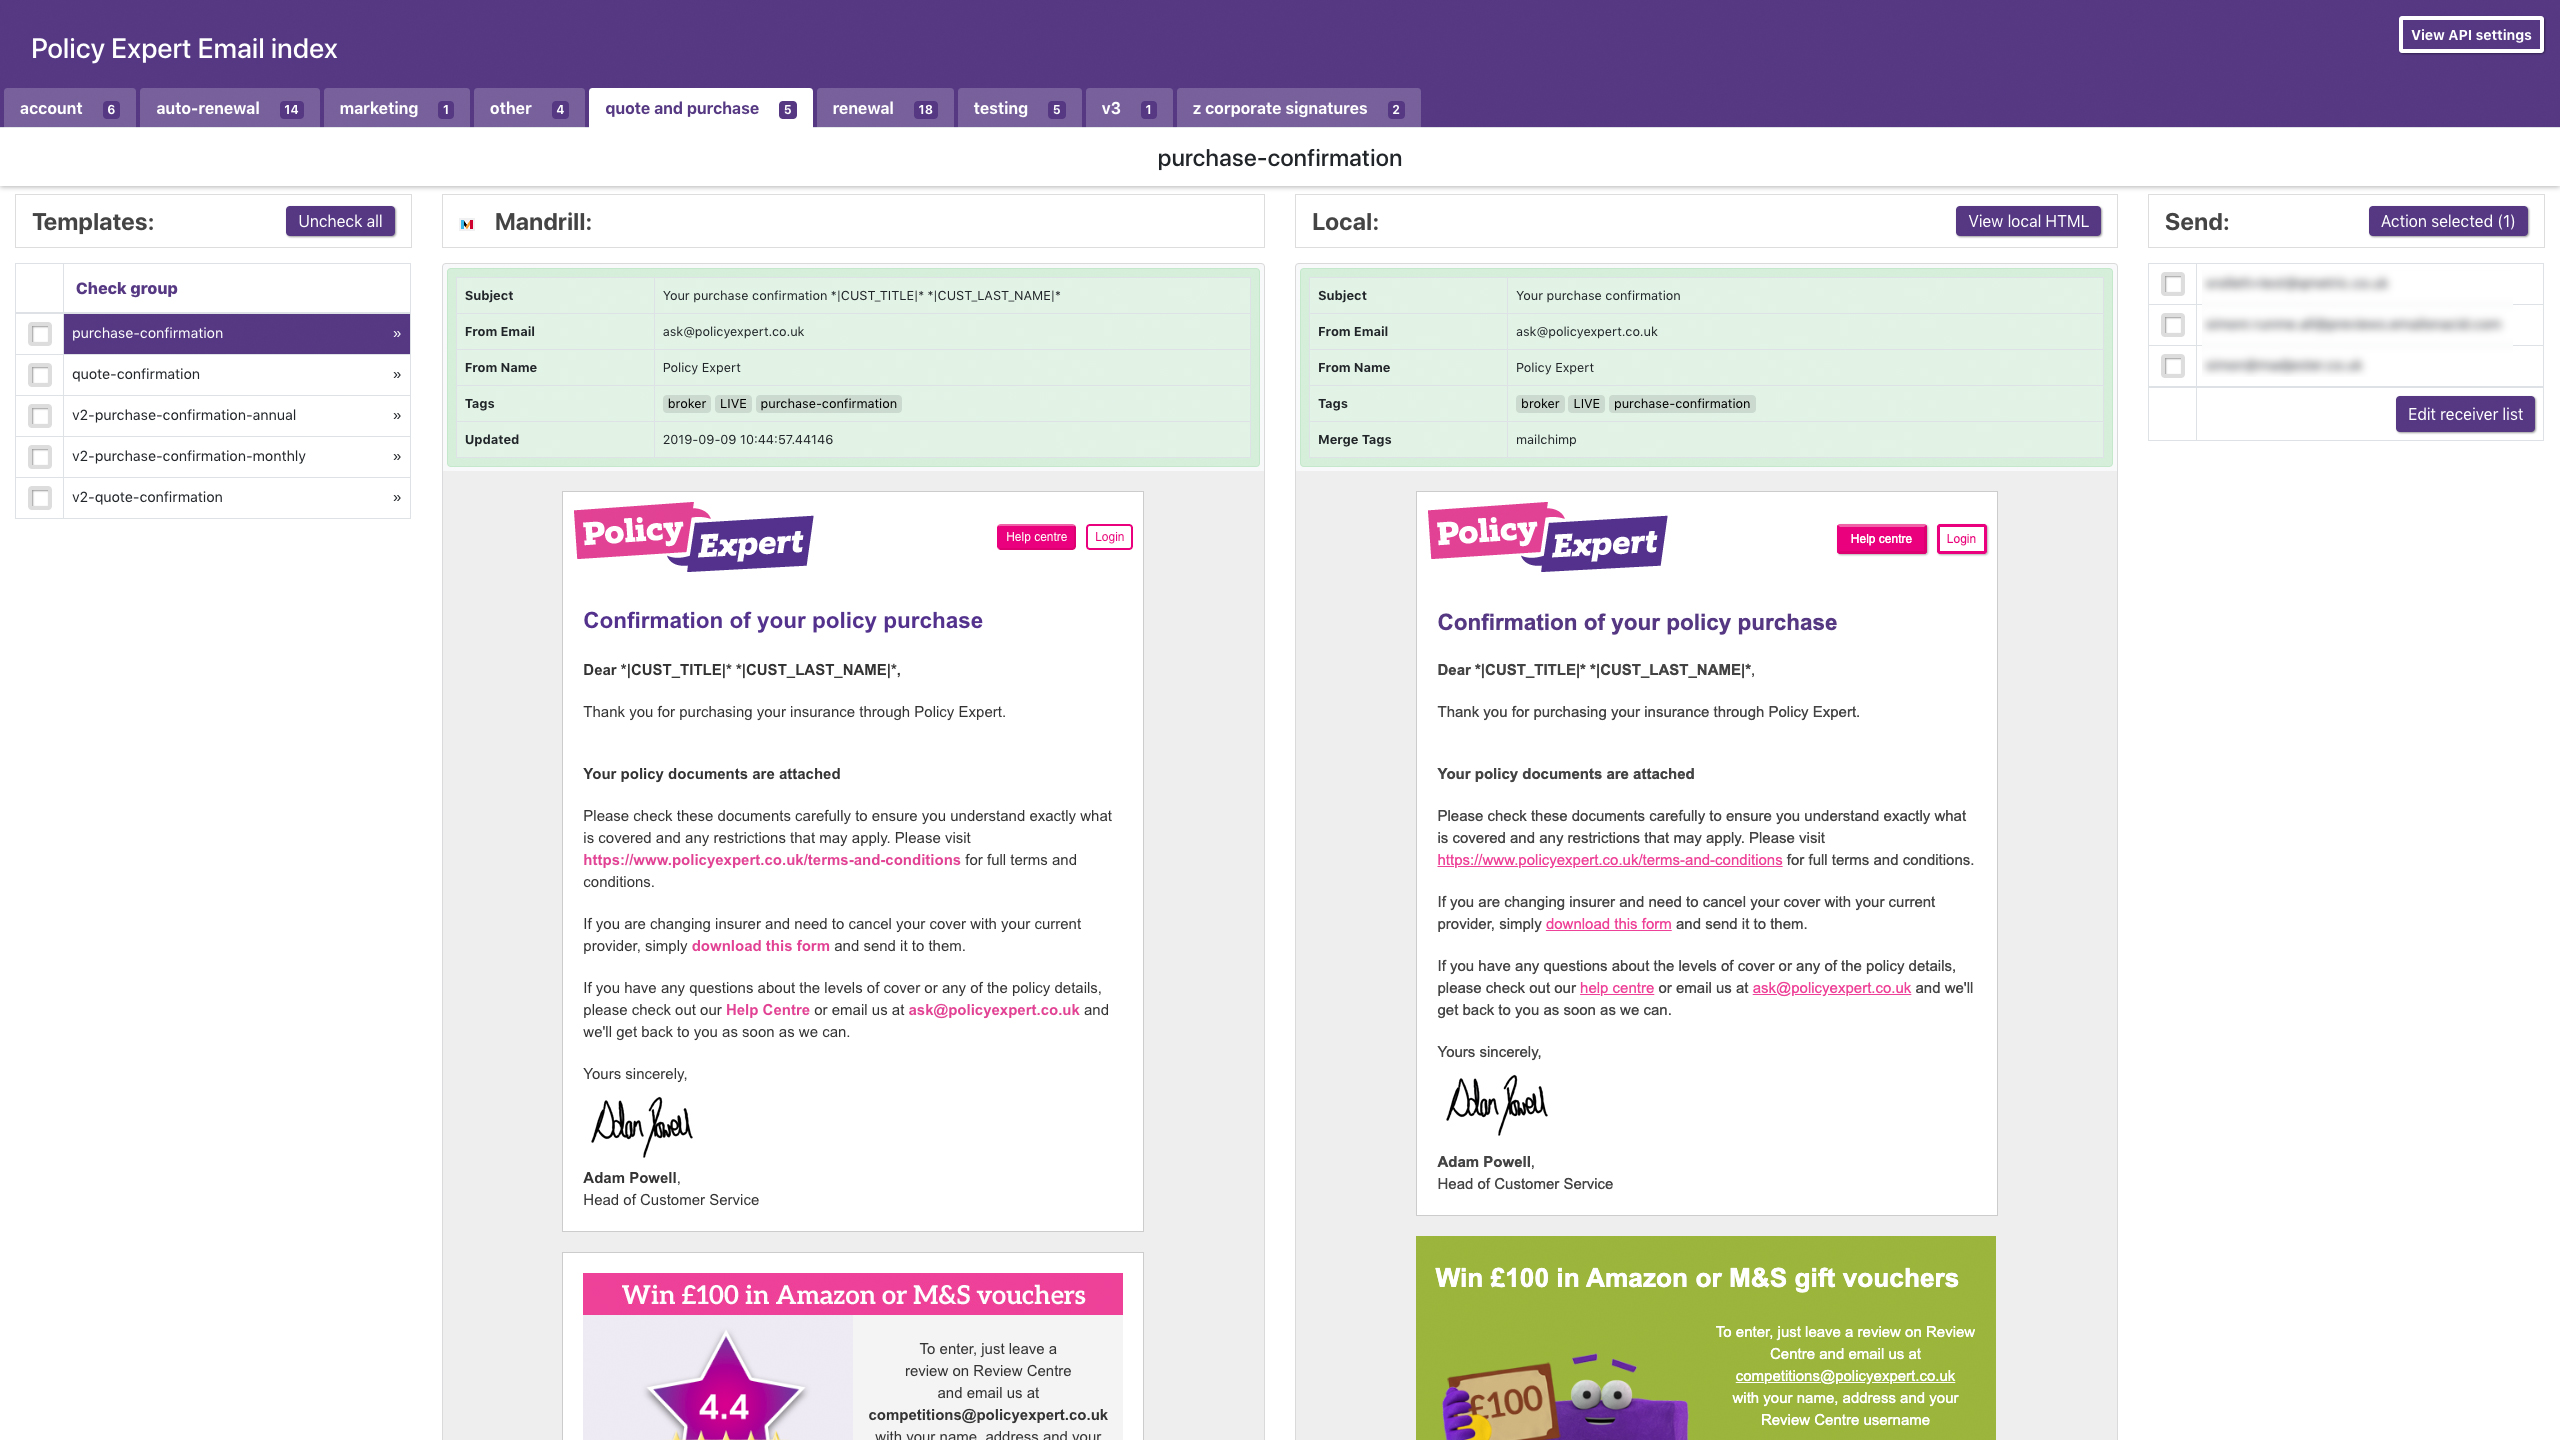 Policy Expert Email index
View API settings
account 6
auto-renewal 14
marketing 1
other 4
quote and purchase 5
renewal 18
testing 5
v3 1
z corporate signatures 2
purchase-confirmation
Templates:
Uncheck all
Check group
purchase-confirmation »
quote-confirmation »
v2-purchase-confirmation-annual »
v2-purchase-confirmation-monthly »
v2-quote-confirmation »
Mandrill:
Subject Your purchase confirmation *|CUST_TITLE|* *|CUST_LAST_NAME|*
From Email ask@policyexpert.co.uk
From Name Policy Expert
Tags broker LIVE purchase-confirmation
Updated 2019-09-09 10:44:57.44146
Policy Expert
Help centre
Login
Confirmation of your policy purchase
Dear *|CUST_TITLE|* *|CUST_LAST_NAME|*,
Thank you for purchasing your insurance through Policy Expert.
Your policy documents are attached
Please check these documents carefully to ensure you understand exactly what
is covered and any restrictions that may apply. Please visit
https://www.policyexpert.co.uk/terms-and-conditions for full terms and
conditions.
If you are changing insurer and need to cancel your cover with your current
provider, simply download this form and send it to them.
If you have any questions about the levels of cover or any of the policy details,
please check out our Help Centre or email us at ask@policyexpert.co.uk and
we'll get back to you as soon as we can.
Yours sincerely,
Adam Powell
Adam Powell,
Head of Customer Service
Win £100 in Amazon or M&S vouchers
4.4
To enter, just leave a
review on Review Centre
and email us at
competitions@policyexpert.co.uk
with your name, address and your
Local:
View local HTML
Subject Your purchase confirmation
From Email ask@policyexpert.co.uk
From Name Policy Expert
Tags broker LIVE purchase-confirmation
Merge Tags mailchimp
Policy Expert
Help centre
Login
Confirmation of your policy purchase
Dear *|CUST_TITLE|* *|CUST_LAST_NAME|*,
Thank you for purchasing your insurance through Policy Expert.
Your policy documents are attached
Please check these documents carefully to ensure you understand exactly what
is covered and any restrictions that may apply. Please visit
https://www.policyexpert.co.uk/terms-and-conditions for full terms and conditions.
If you are changing insurer and need to cancel your cover with your current
provider, simply download this form and send it to them.
If you have any questions about the levels of cover or any of the policy details,
please check out our help centre or email us at ask@policyexpert.co.uk and we'll
get back to you as soon as we can.
Yours sincerely,
Adam Powell
Adam Powell,
Head of Customer Service
Win £100 in Amazon or M&S gift vouchers
£100
To enter, just leave a review on Review
Centre and email us at
competitions@policyexpert.co.uk
with your name, address and your
Review Centre username
Send:
Action selected (1)
Edit receiver list